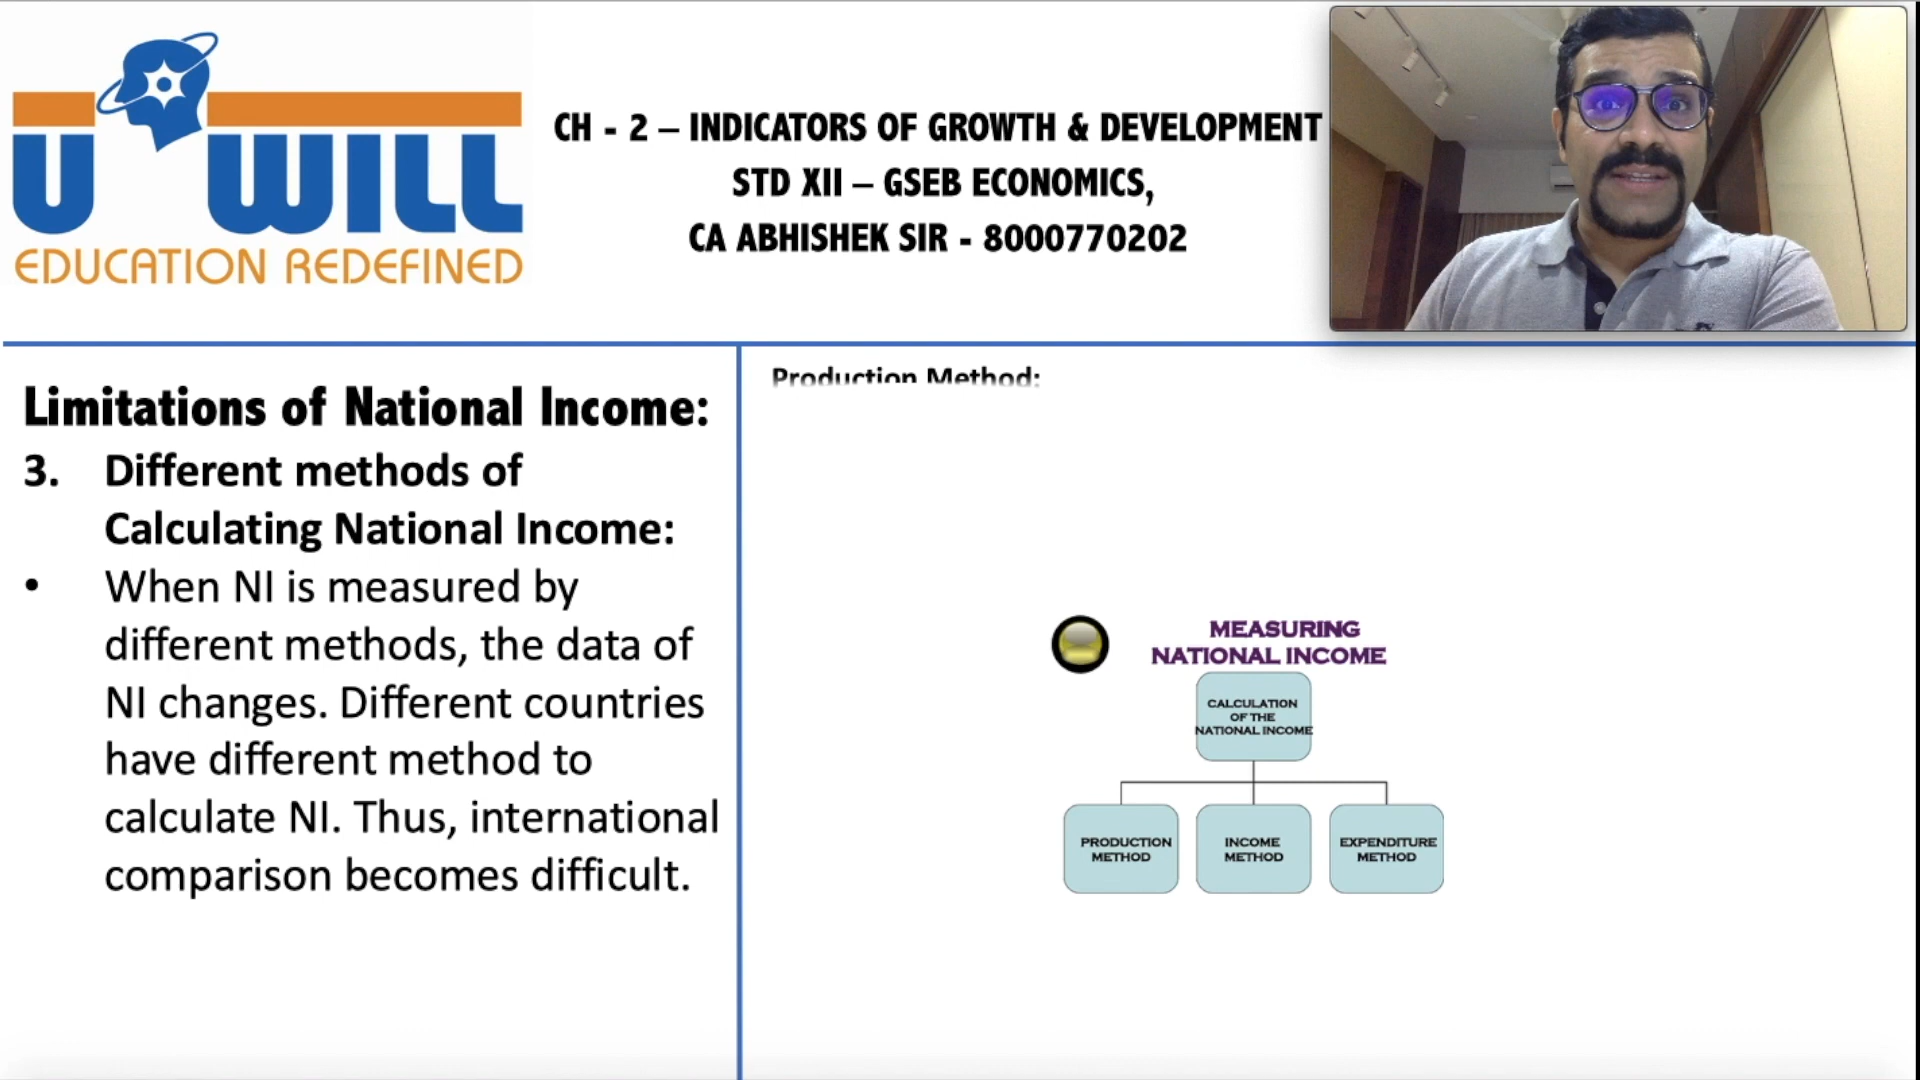 U WILL
EDUCATION REDEFINED
CH - 2 – INDICATORS OF GROWTH & DEVELOPMENT
STD XII – GSEB ECONOMICS,
CA ABHISHEK SIR - 8000770202
Limitations of National Income:
3. Different methods of
Calculating National Income:
• When NI is measured by
different methods, the data of
NI changes. Different countries
have different method to
calculate NI. Thus, international
comparison becomes difficult.
Production Method:
MEASURING
NATIONAL INCOME
CALCULATION
OF THE
NATIONAL INCOME
PRODUCTION
METHOD
INCOME
METHOD
EXPENDITURE
METHOD